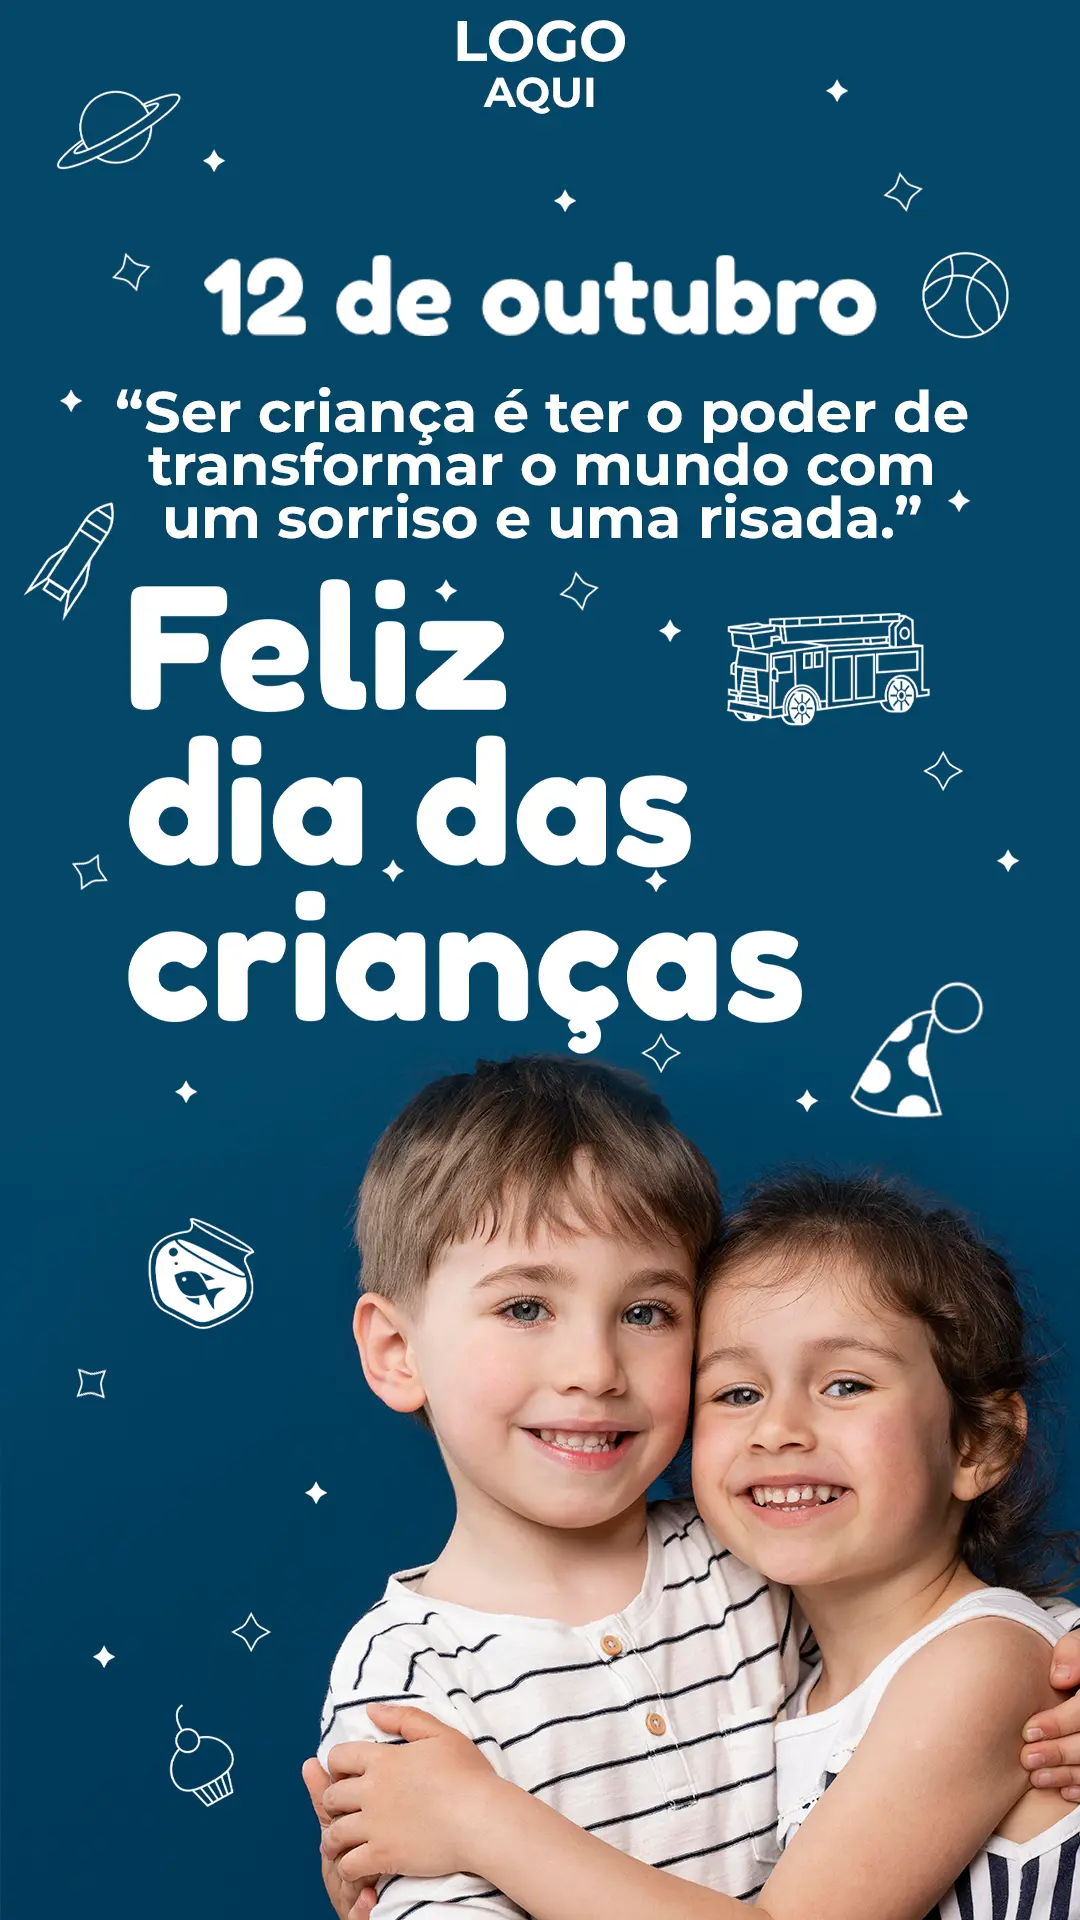 LOGO
AQUI
12 de outubro
“Ser criança é ter o poder de
transformar o mundo com
um sorriso e uma risada.”
Feliz
dia das
crianças